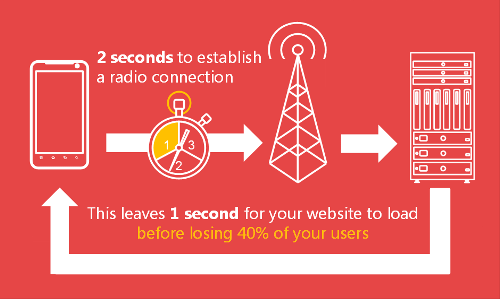 2 seconds to establish
a radio connection
1
3
2
This leaves 1 second for your website to load
before losing 40% of your users